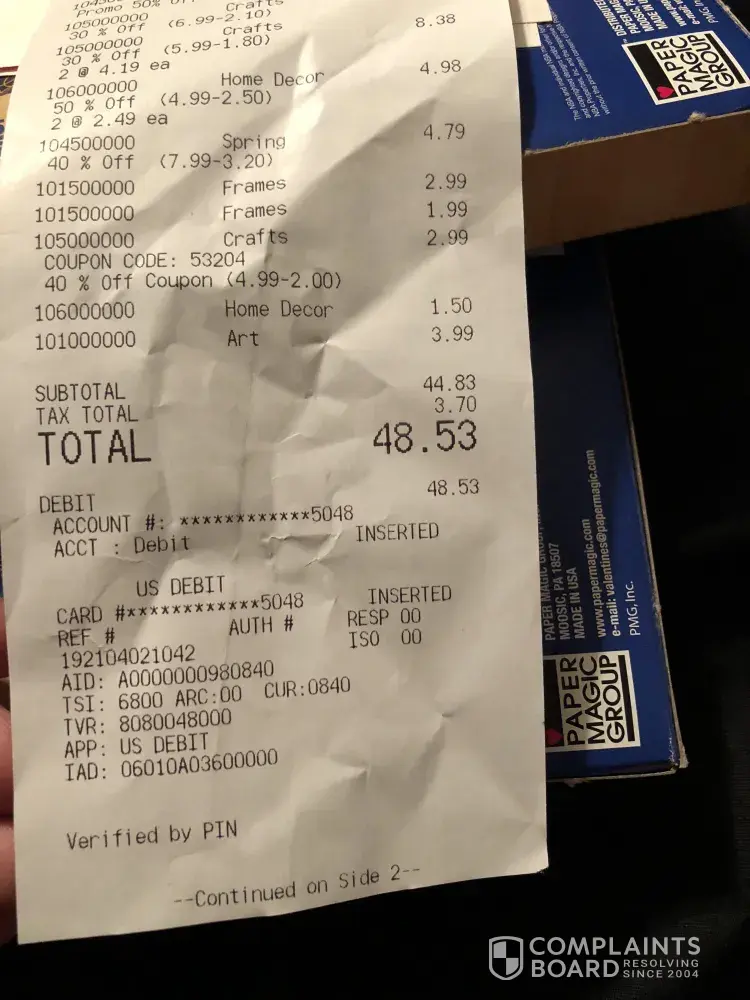 Promo 50% Off
105000000 Crafts
30 % Off (6.99-2.10)
105000000 Crafts 8.38
30 % Off (5.99-1.80)
2 @ 4.19 ea
106000000 Home Decor 4.98
50 % Off (4.99-2.50)
2 @ 2.49 ea
104500000 Spring 4.79
40 % Off (7.99-3.20)
101500000 Frames 2.99
101500000 Frames 1.99
105000000 Crafts 2.99
COUPON CODE: 53204
40 % Off Coupon (4.99-2.00)
106000000 Home Decor 1.50
101000000 Art 3.99
SUBTOTAL 44.83
TAX TOTAL 3.70
TOTAL 48.53
DEBIT 48.53
ACCOUNT #: ************5048
ACCT : Debit INSERTED
US DEBIT
CARD #************5048 INSERTED
REF # AUTH # RESP 00
192104021042 ISO 00
AID: A0000000980840
TSI: 6800 ARC:00 CUR:0840
TVR: 8080048000
APP: US DEBIT
IAD: 06010A03600000
Verified by PIN
--Continued on Side 2--
PAPER
MAGIC
GROUP
MOOSIC, PA 18507
MADE IN USA
www.papermagic.com
e-mail: valentines@papermagic.com
PMG, Inc.
PAPER
MAGIC
GROUP
COMPLAINTS
BOARD RESOLVING
SINCE 2004